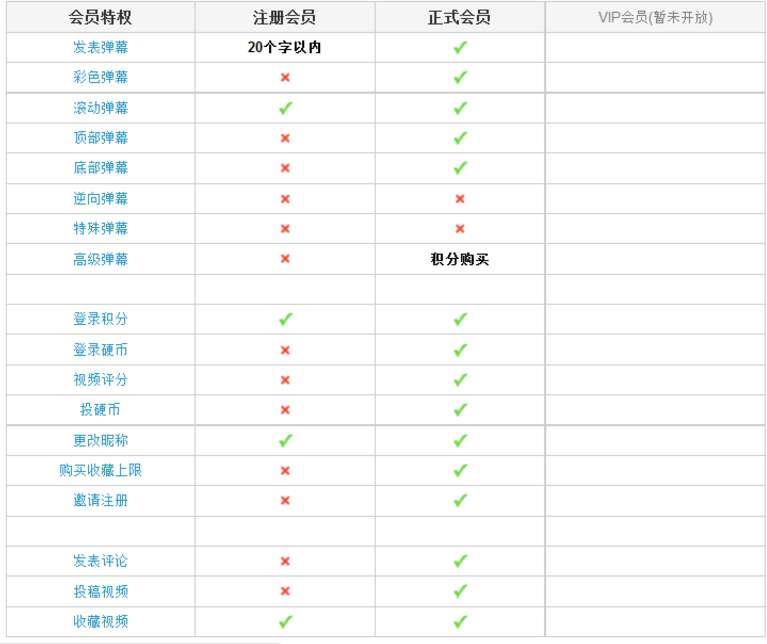 会员特权 注册会员 正式会员 VIP会员(暂未开放)
发表弹幕 20个字以内 ✓
彩色弹幕 × ✓
滚动弹幕 ✓ ✓
顶部弹幕 × ✓
底部弹幕 × ✓
逆向弹幕 × ×
特殊弹幕 × ×
高级弹幕 × 积分购买
登录积分 ✓ ✓
登录硬币 × ✓
视频评分 × ✓
投硬币 × ✓
更改昵称 ✓ ✓
购买收藏上限 × ✓
邀请注册 × ✓
发表评论 × ✓
投稿视频 × ✓
收藏视频 ✓ ✓